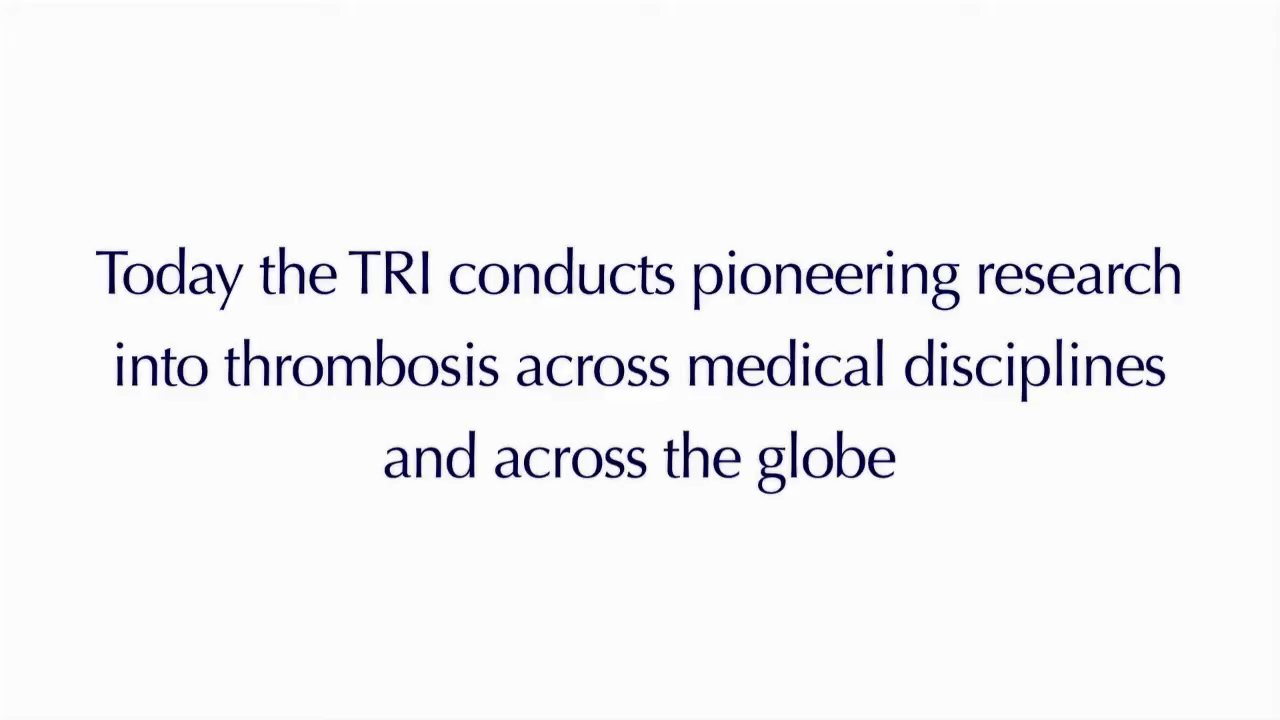 Today the TRI conducts pioneering research
into thrombosis across medical disciplines
and across the globe